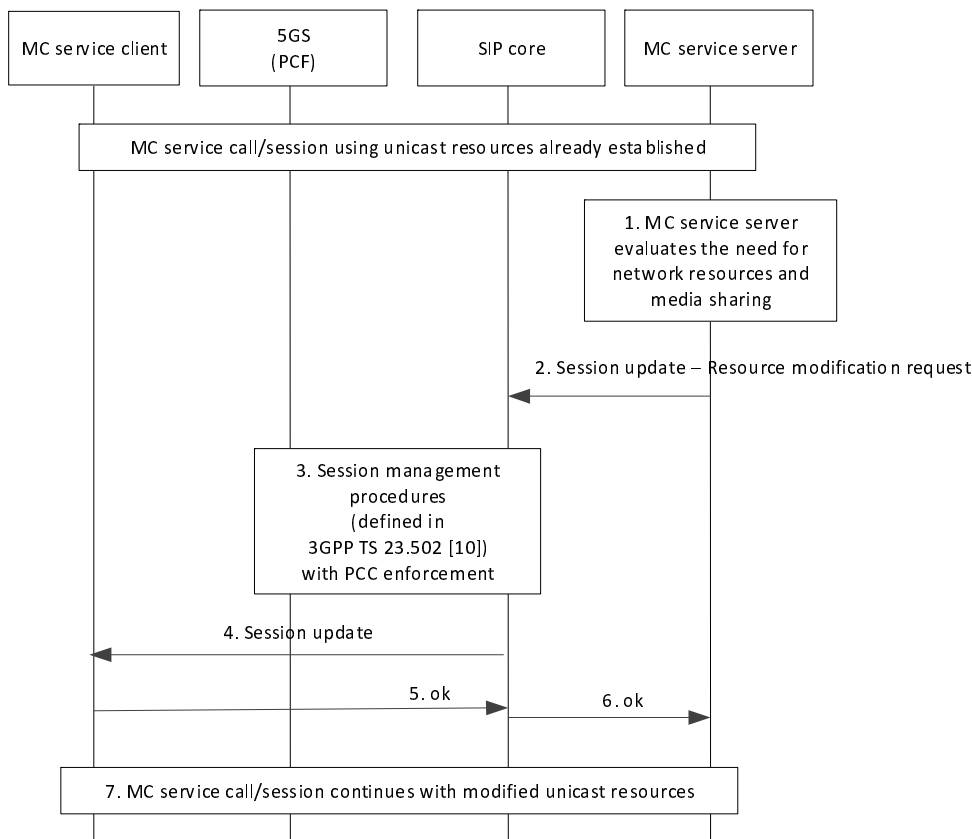 MC service client
5GS
(PCF)
SIP core
MC service server
MC service call/session using unicast resources already established
1. MC service server
evaluates the need for
network resources and
media sharing
2. Session update – Resource modification request
3. Session management
procedures
(defined in
3GPP TS 23.502 [10])
with PCC enforcement
4. Session update
5. ok
6. ok
7. MC service call/session continues with modified unicast resources